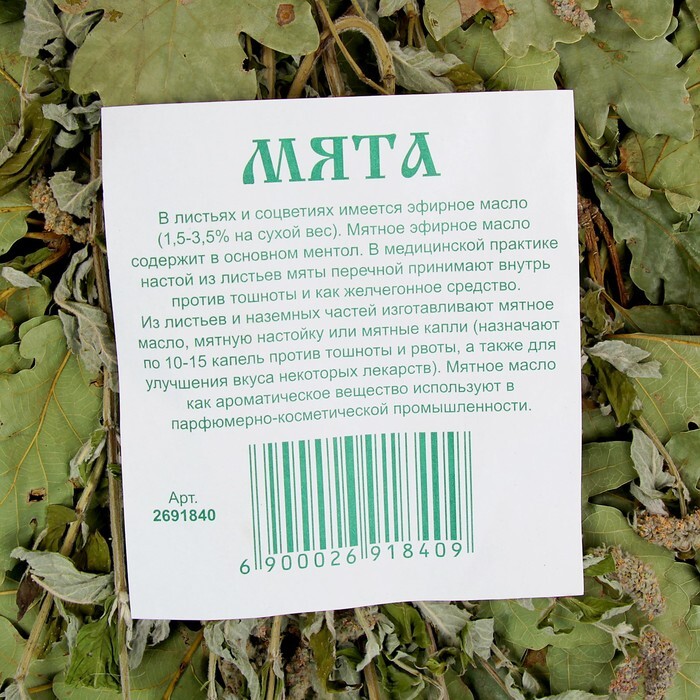 МЯТА
В листьях и соцветиях имеется эфирное масло
(1,5-3,5% на сухой вес). Мятное эфирное масло
содержит в основном ментол. В медицинской практике
настой из листьев мяты перечной принимают внутрь
против тошноты и как желчегонное средство.
Из листьев и наземных частей изготавливают мятное
масло, мятную настойку или мятные капли (назначают
по 10-15 капель против тошноты и рвоты, а также для
улучшения вкуса некоторых лекарств). Мятное масло
как ароматическое вещество используют в
парфюмерно-косметической промышленности.
Арт.
2691840
6 900026 918409